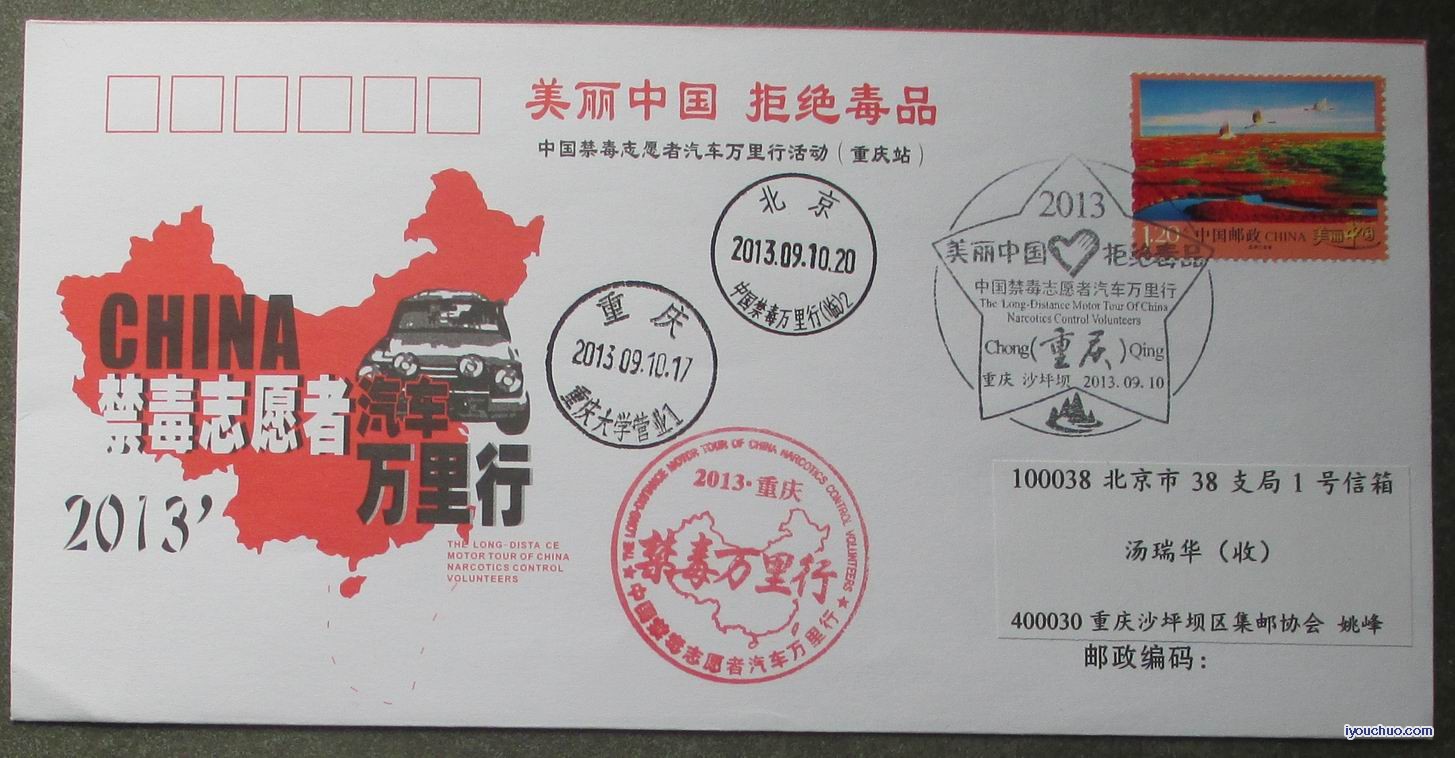 美丽中国 拒绝毒品
中国禁毒志愿者汽车万里行活动（重庆站）
CHINA
禁毒志愿者汽车
万里行
2013’
THE LONG-DISTA CE
MOTOR TOUR OF CHINA
NARCOTICS CONTROL
VOLUNTEERS
北京
2013.09.10.20
中国禁毒万里行(临)2
重庆
2013.09.10.17
重庆大学营业1
THE LONG-DISTANCE MOTOR TOUR OF CHINA NARCOTICS CONTROL VOLUNTEERS
2013·重庆
禁毒万里行
中国禁毒志愿者汽车万里行
1.20元 中国邮政 CHINA 美丽中国
2013
美丽中国 拒绝毒品
中国禁毒志愿者汽车万里行
The Long-Distance Motor Tour Of China
Narcotics Control Volunteers
Chong(重庆)Qing
重庆 沙坪坝 2013.09.10
100038 北京市 38 支局 1 号信箱
汤瑞华（收）
400030 重庆沙坪坝区集邮协会 姚峰
邮政编码：
iyouchuo.com